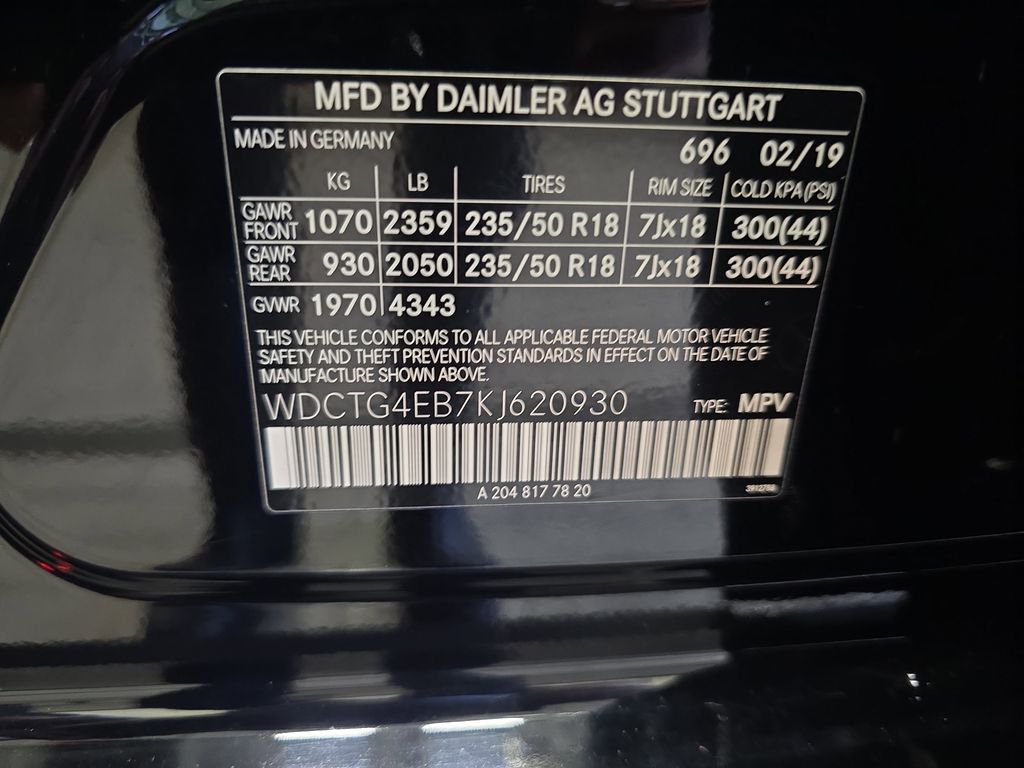 MFD BY DAIMLER AG STUTTGART
MADE IN GERMANY 696 02/19
KG LB TIRES RIM SIZE COLD KPA (PSI)
GAWR FRONT 1070 2359 235/50 R18 7Jx18 300(44)
GAWR REAR 930 2050 235/50 R18 7Jx18 300(44)
GVWR 1970 4343
THIS VEHICLE CONFORMS TO ALL APPLICABLE FEDERAL MOTOR VEHICLE
SAFETY AND THEFT PREVENTION STANDARDS IN EFFECT ON THE DATE OF
MANUFACTURE SHOWN ABOVE.
WDCTG4EB7KJ620930 TYPE: MPV
A 204 817 78 20